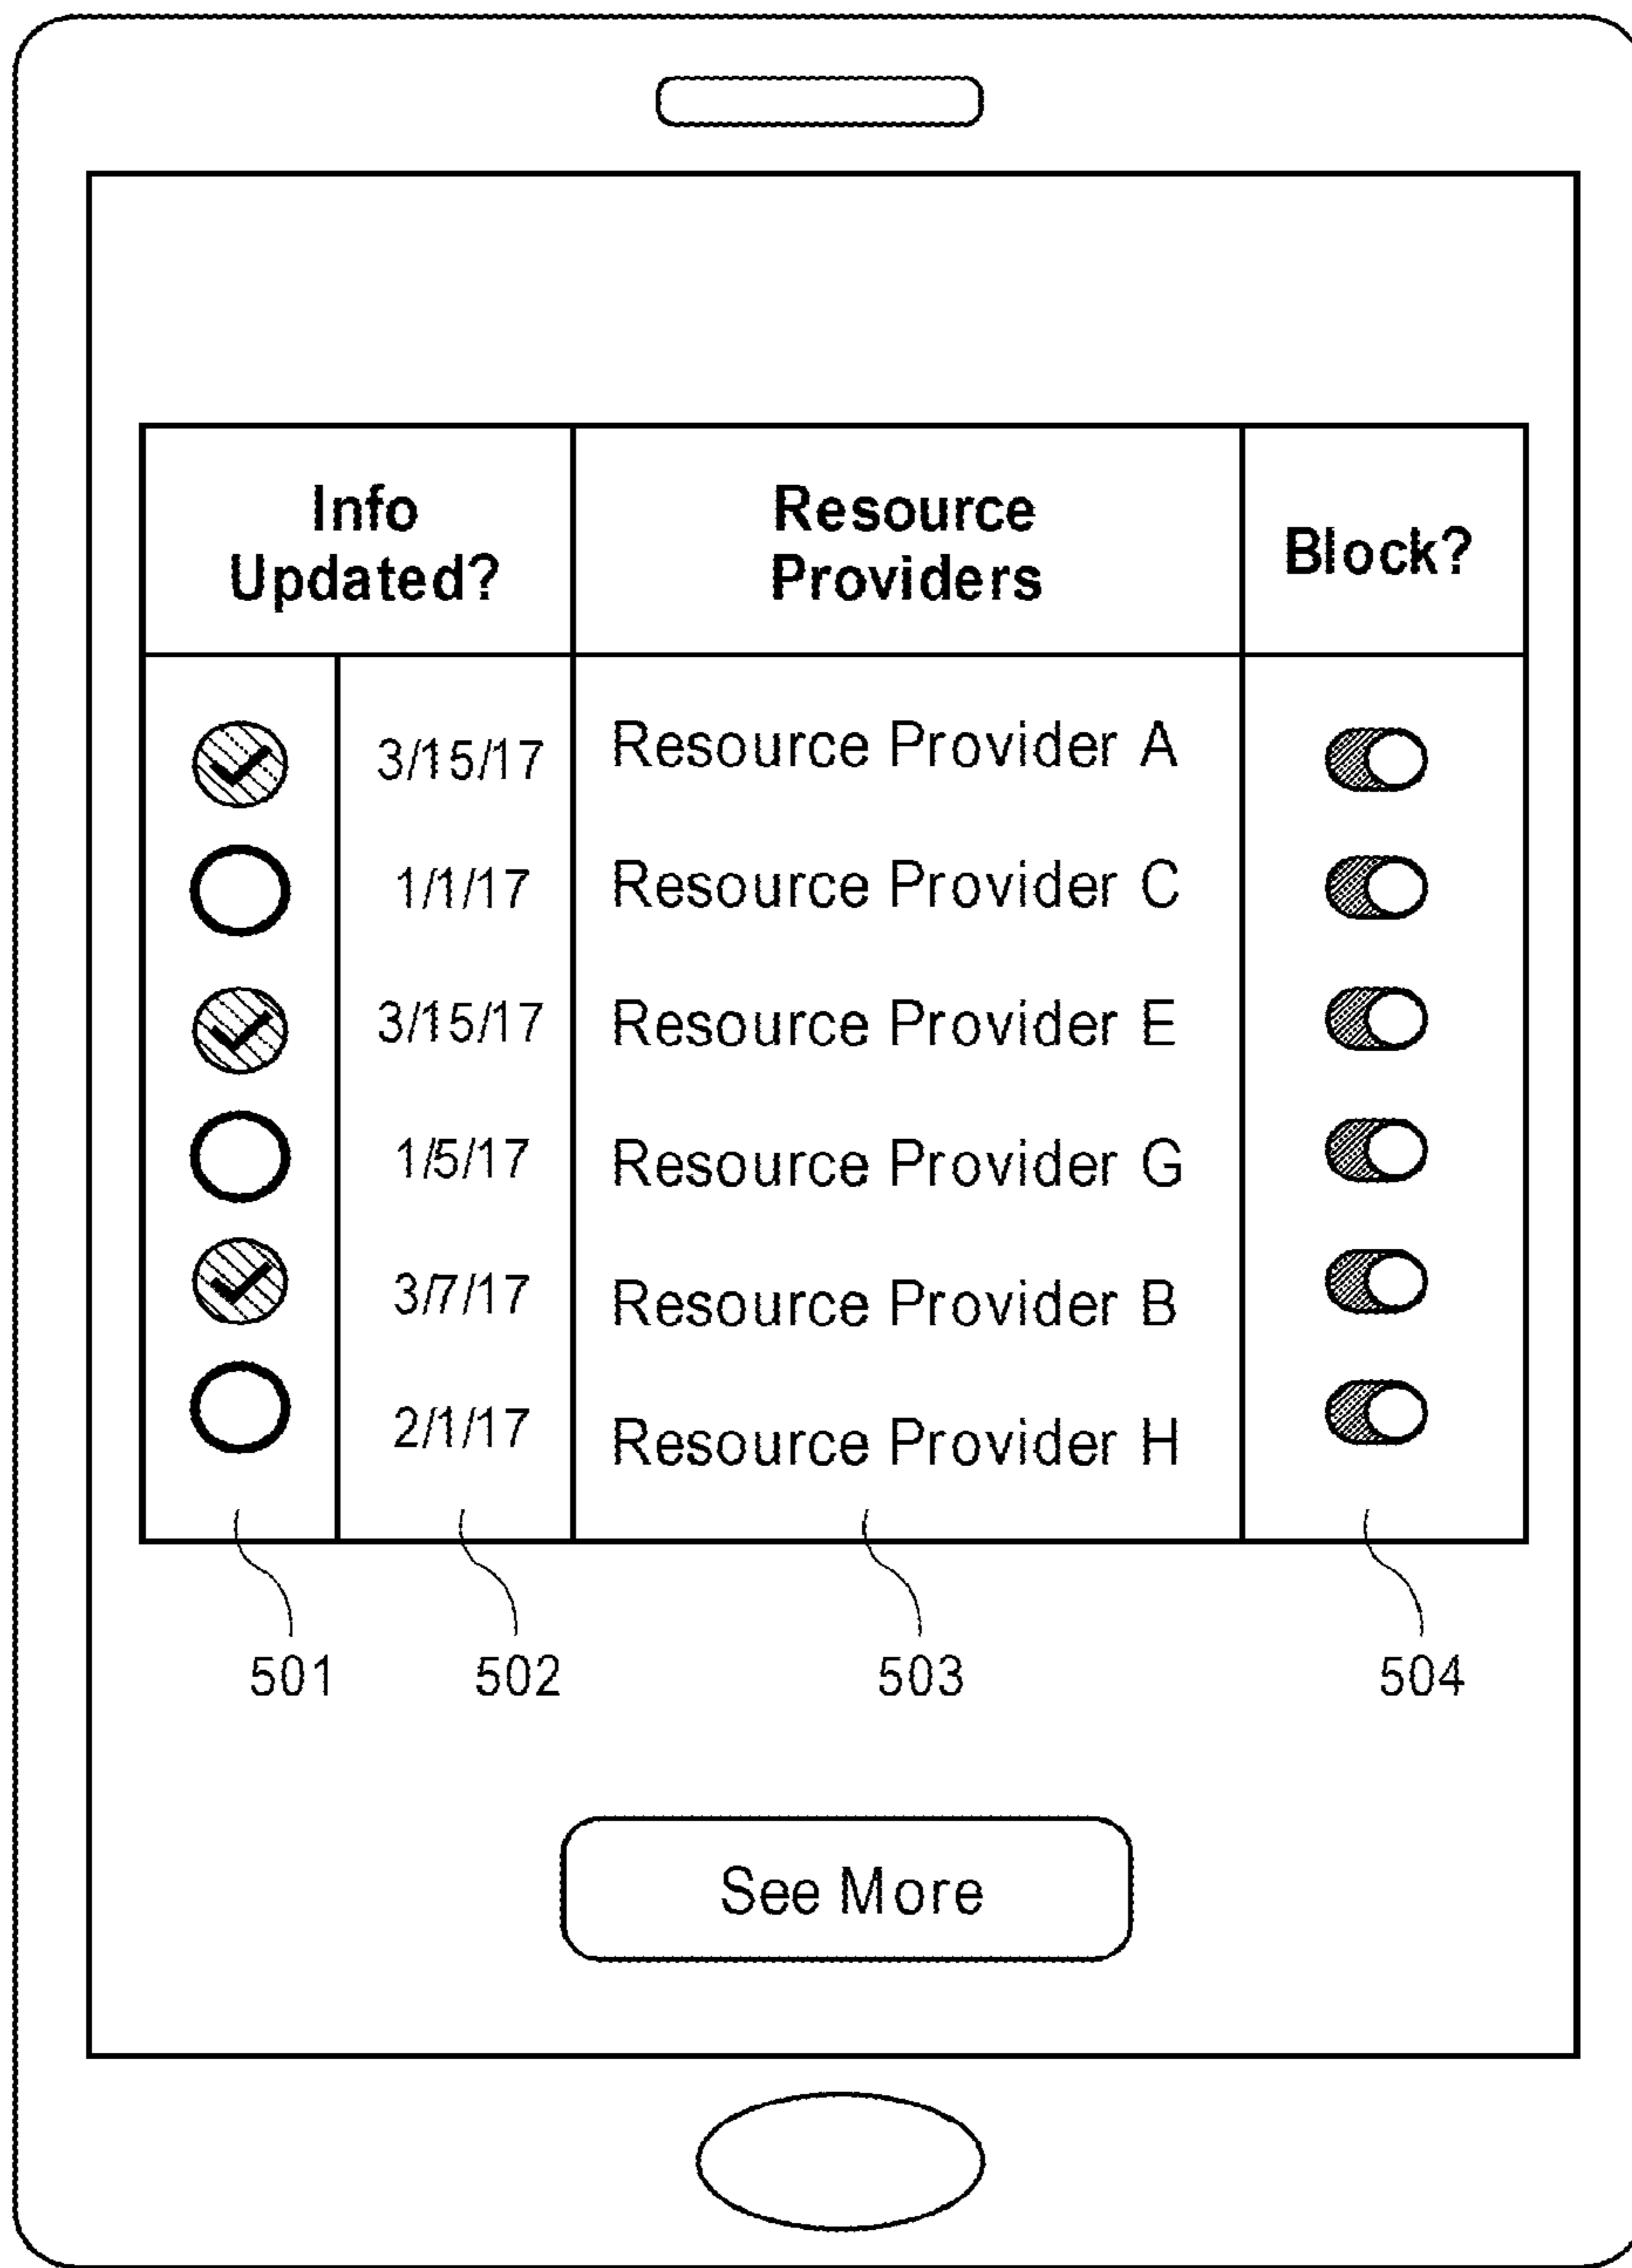 Info
Updated?
Resource
Providers
Block?
3/15/17 Resource Provider A
1/1/17 Resource Provider C
3/15/17 Resource Provider E
1/5/17 Resource Provider G
3/7/17 Resource Provider B
2/1/17 Resource Provider H
501 502 503 504
See More